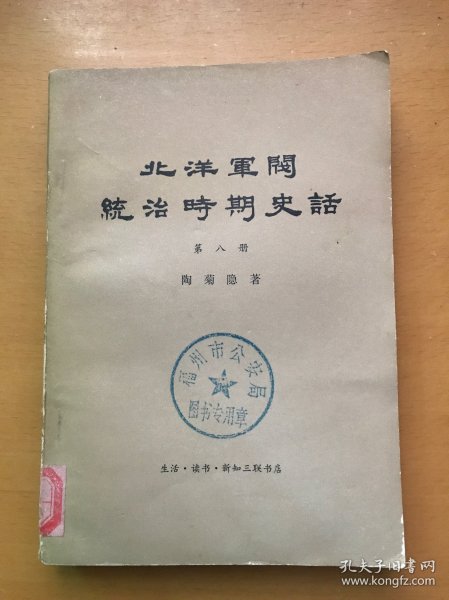 北洋軍閥
統治時期史話
第八册
陶菊隐著
福州市公安局
图书专用章
生活·读书·新知三联书店
孔夫子旧书网
www.kongfz.com